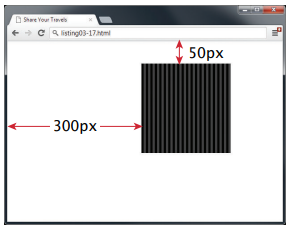 Share Your Travels
listing03-17.html
50px
300px